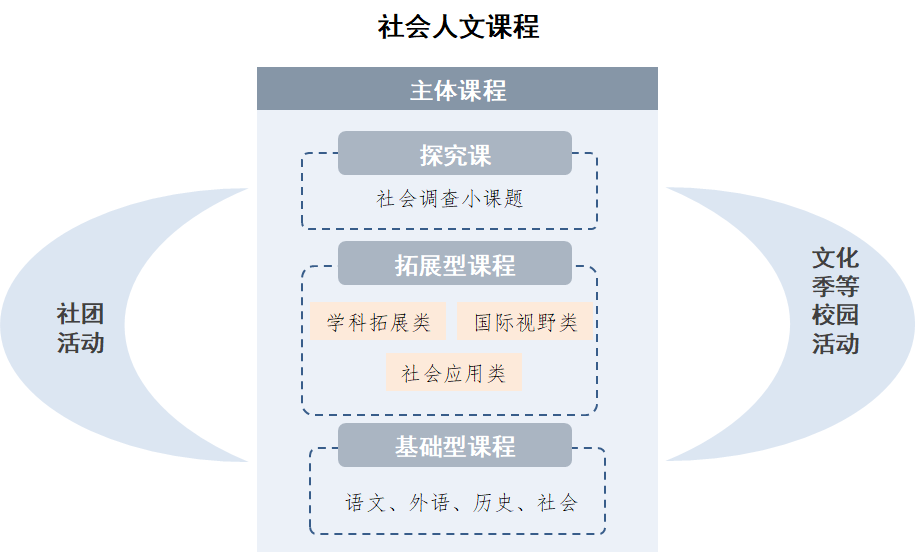 社会人文课程
主体课程
探究课
社会调查小课题
拓展型课程
学科拓展类
国际视野类
社会应用类
基础型课程
语文、外语、历史、社会
社团
活动
文化
季等
校园
活动